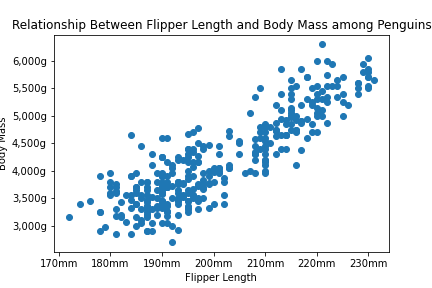 Relationship Between Flipper Length and Body Mass among Penguins
Body Mass
6,000g
5,500g
5,000g
4,500g
4,000g
3,500g
3,000g
170mm 180mm 190mm 200mm 210mm 220mm 230mm
Flipper Length